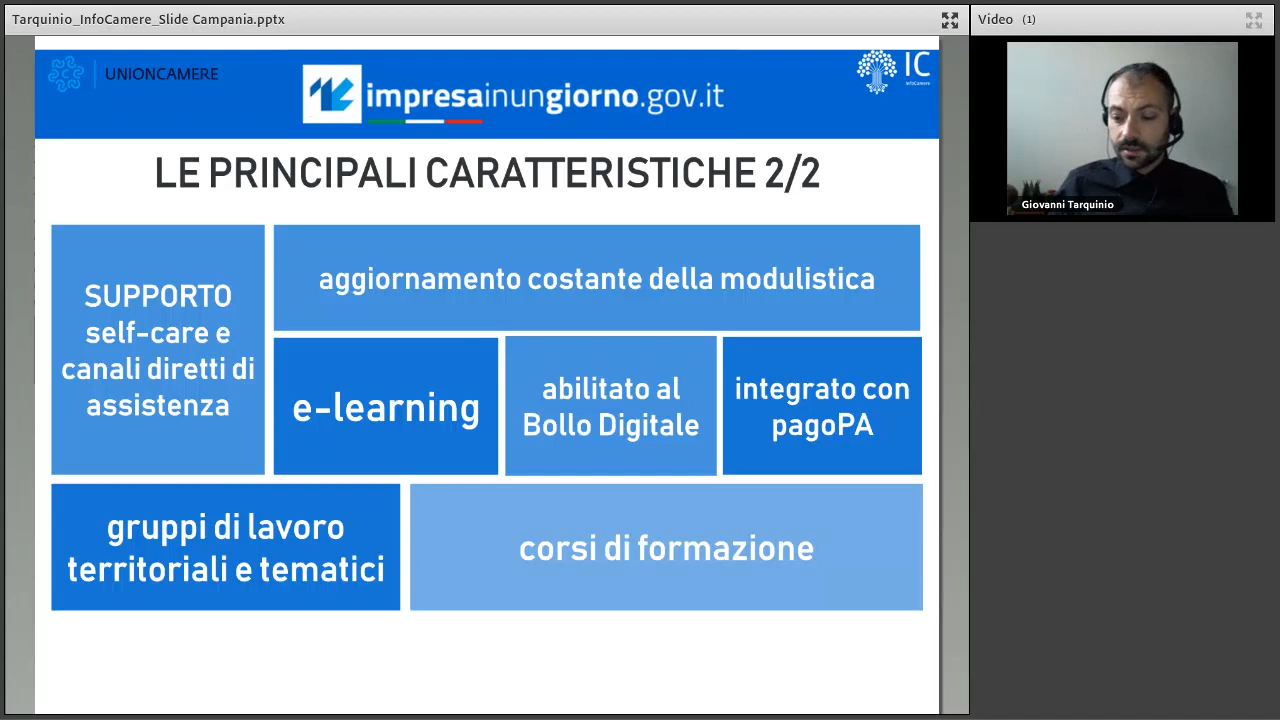 Tarquinio_InfoCamere_Slide Campania.pptx
Video (1)
UNIONCAMERE
impresainungiorno.gov.it
IC
InfoCamere
LE PRINCIPALI CARATTERISTICHE 2/2
SUPPORTO
self-care e
canali diretti di
assistenza
aggiornamento costante della modulistica
e-learning
abilitato al
Bollo Digitale
integrato con
pagoPA
gruppi di lavoro
territoriali e tematici
corsi di formazione
Giovanni Tarquinio